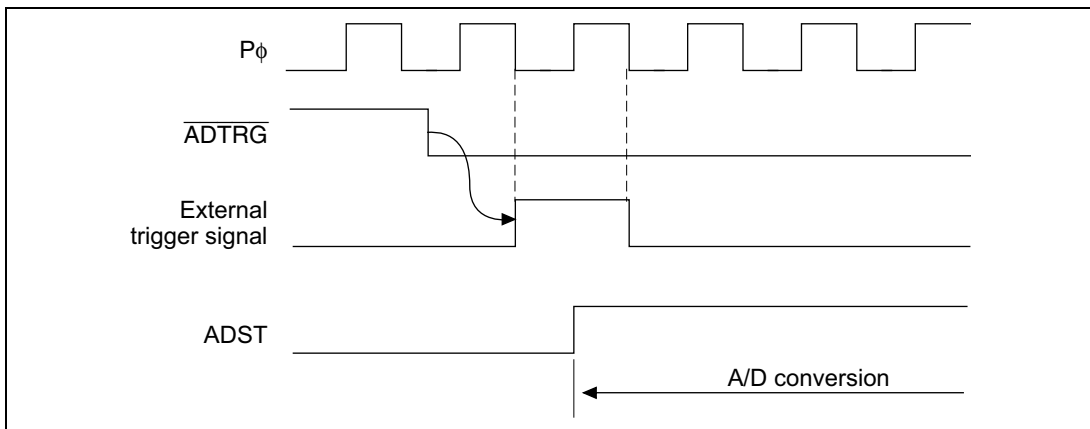 Pϕ
ADTRG
External
trigger signal
ADST
A/D conversion